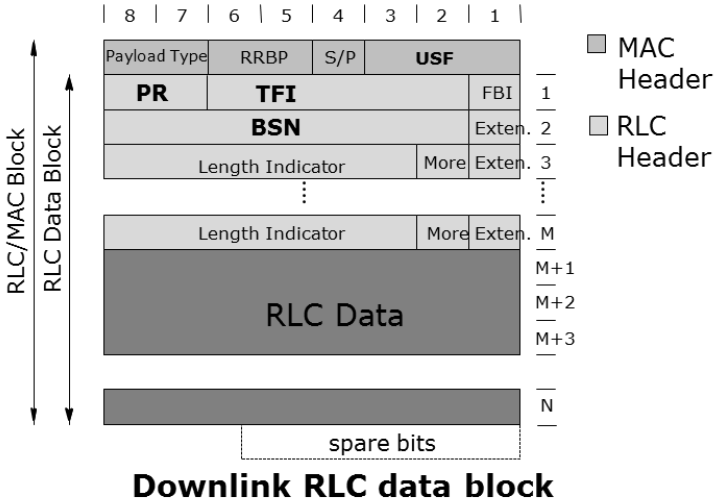 8 7 6 5 4 3 2 1
Payload Type RRBP S/P USF
MAC Header
PR TFI FBI 1
BSN Exten. 2
RLC Header
Length Indicator More Exten. 3
Length Indicator More Exten. M
M+1
RLC Data
M+2
M+3
N
spare bits
RLC/MAC Block
RLC Data Block
Downlink RLC data block